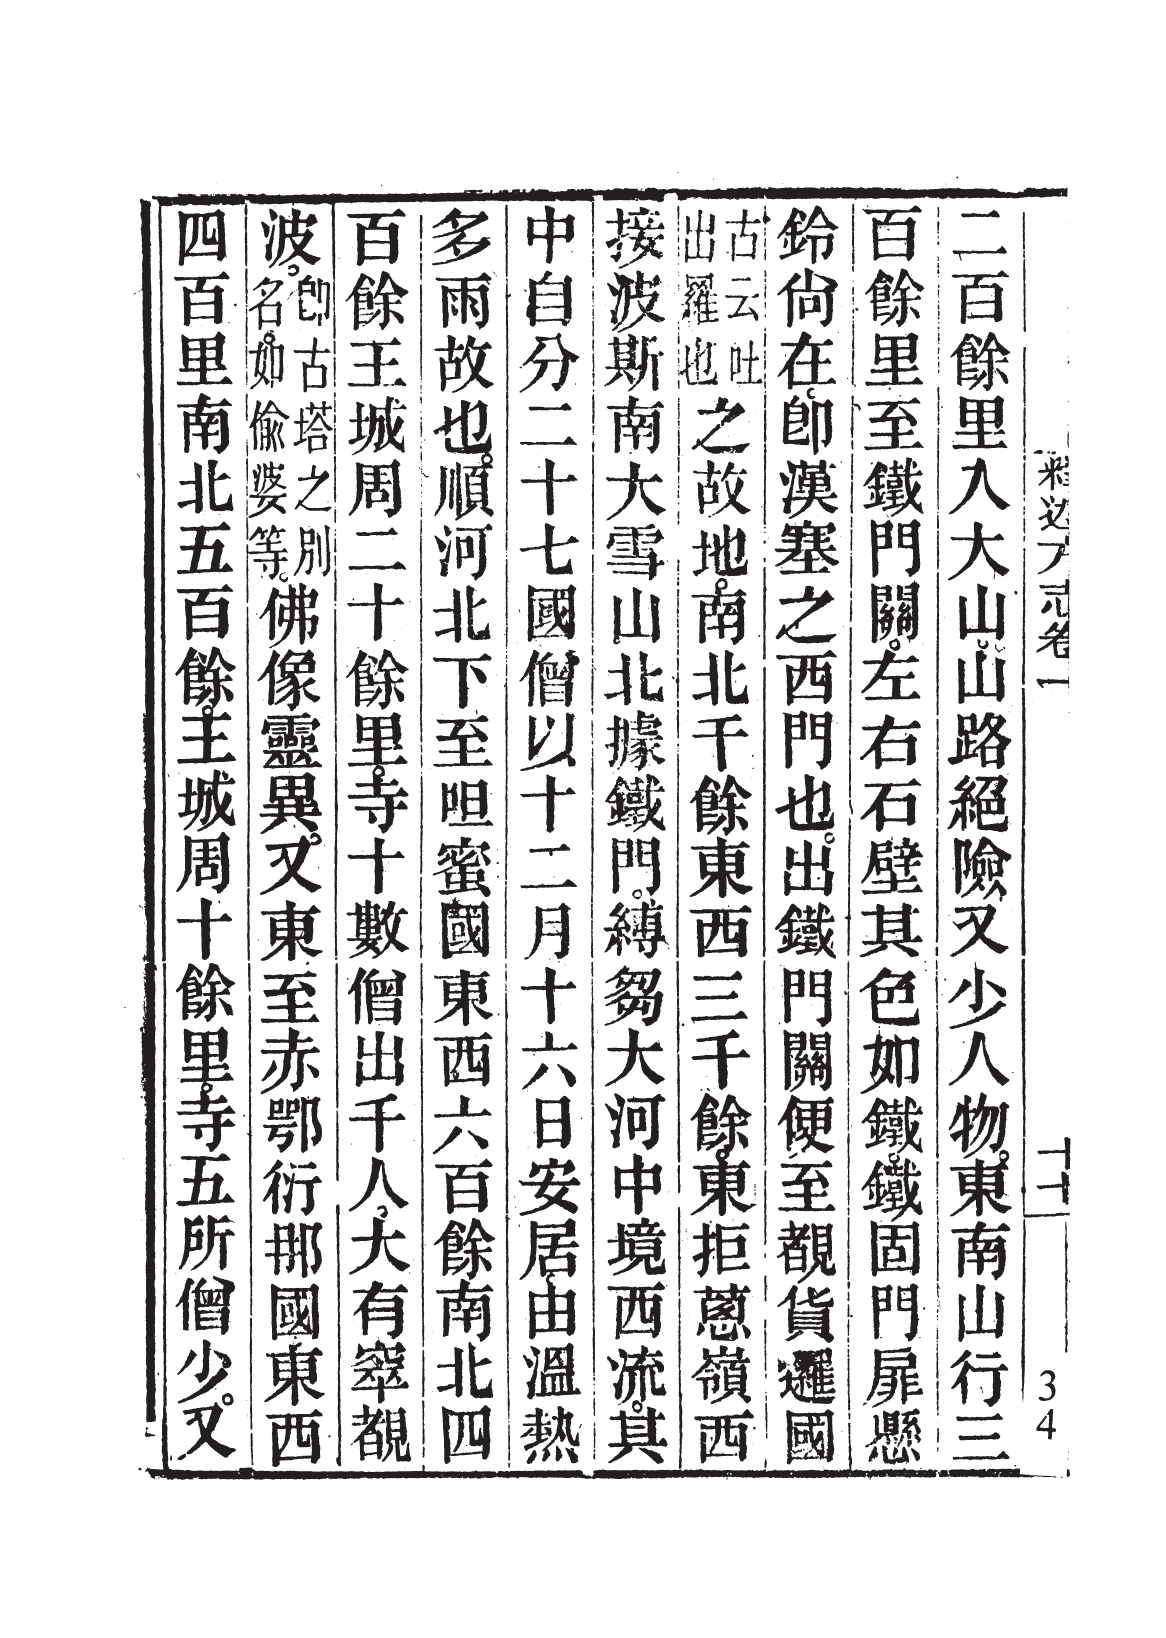 釋迦方志卷一
二百餘里入大山山路絕險又少人物東南山行三
百餘里至鐵門關左右石壁其色如鐵鐵固門扉懸
鈴尙在卽漢塞之西門也出鐵門關便至覩貨邏國
古云吐
出羅也
之故地南北千餘東西三千餘東拒蔥嶺西
接波斯南大雪山北據鐵門縛芻大河中境西流其
中自分二十七國僧以十二月十六日安居由溫熱
多雨故也順河北下至呾蜜國東西六百餘南北四
百餘王城周二十餘里寺十數僧出千人大有窣覩
波
卽古塔之別
名如偷婆等
佛像靈異又東至赤鄂衍那國東西
四百里南北五百餘主城周十餘里寺五所僧少又
34